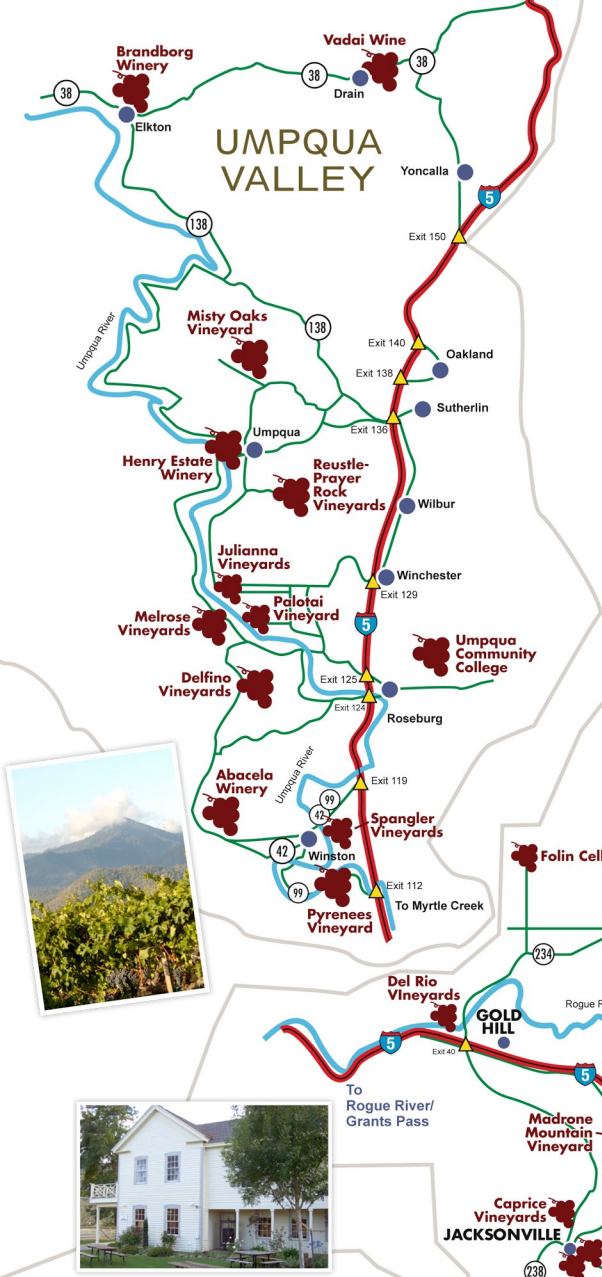 Brandborg
Winery
Vadai Wine
38
38
38
Drain
Elkton
UMPQUA
VALLEY
Yoncalla
5
138
Exit 150
Misty Oaks
Vineyard
138
Umpqua River
Exit 140
Oakland
Exit 138
Sutherlin
Exit 136
Umpqua
Henry Estate
Winery
Reustle-
Prayer
Rock
Vineyards
Wilbur
Julianna
Vineyards
Winchester
Exit 129
Palotai
Vineyard
Melrose
Vineyards
5
Umpqua
Community
College
Delfino
Vineyards
Exit 125
Exit 124
Roseburg
Umpqua River
Abacela
Winery
Exit 119
99
42
Spangler
Vineyards
42
Winston
99
Exit 112
Pyrenees
Vineyard
To Myrtle Creek
Folin Cell
234
Del Rio
VIneyards
GOLD
HILL
Rogue R
5
Exit 40
5
To
Rogue River/
Grants Pass
Madrone
Mountain
Vineyard
Caprice
Vineyards
JACKSONVILLE
238